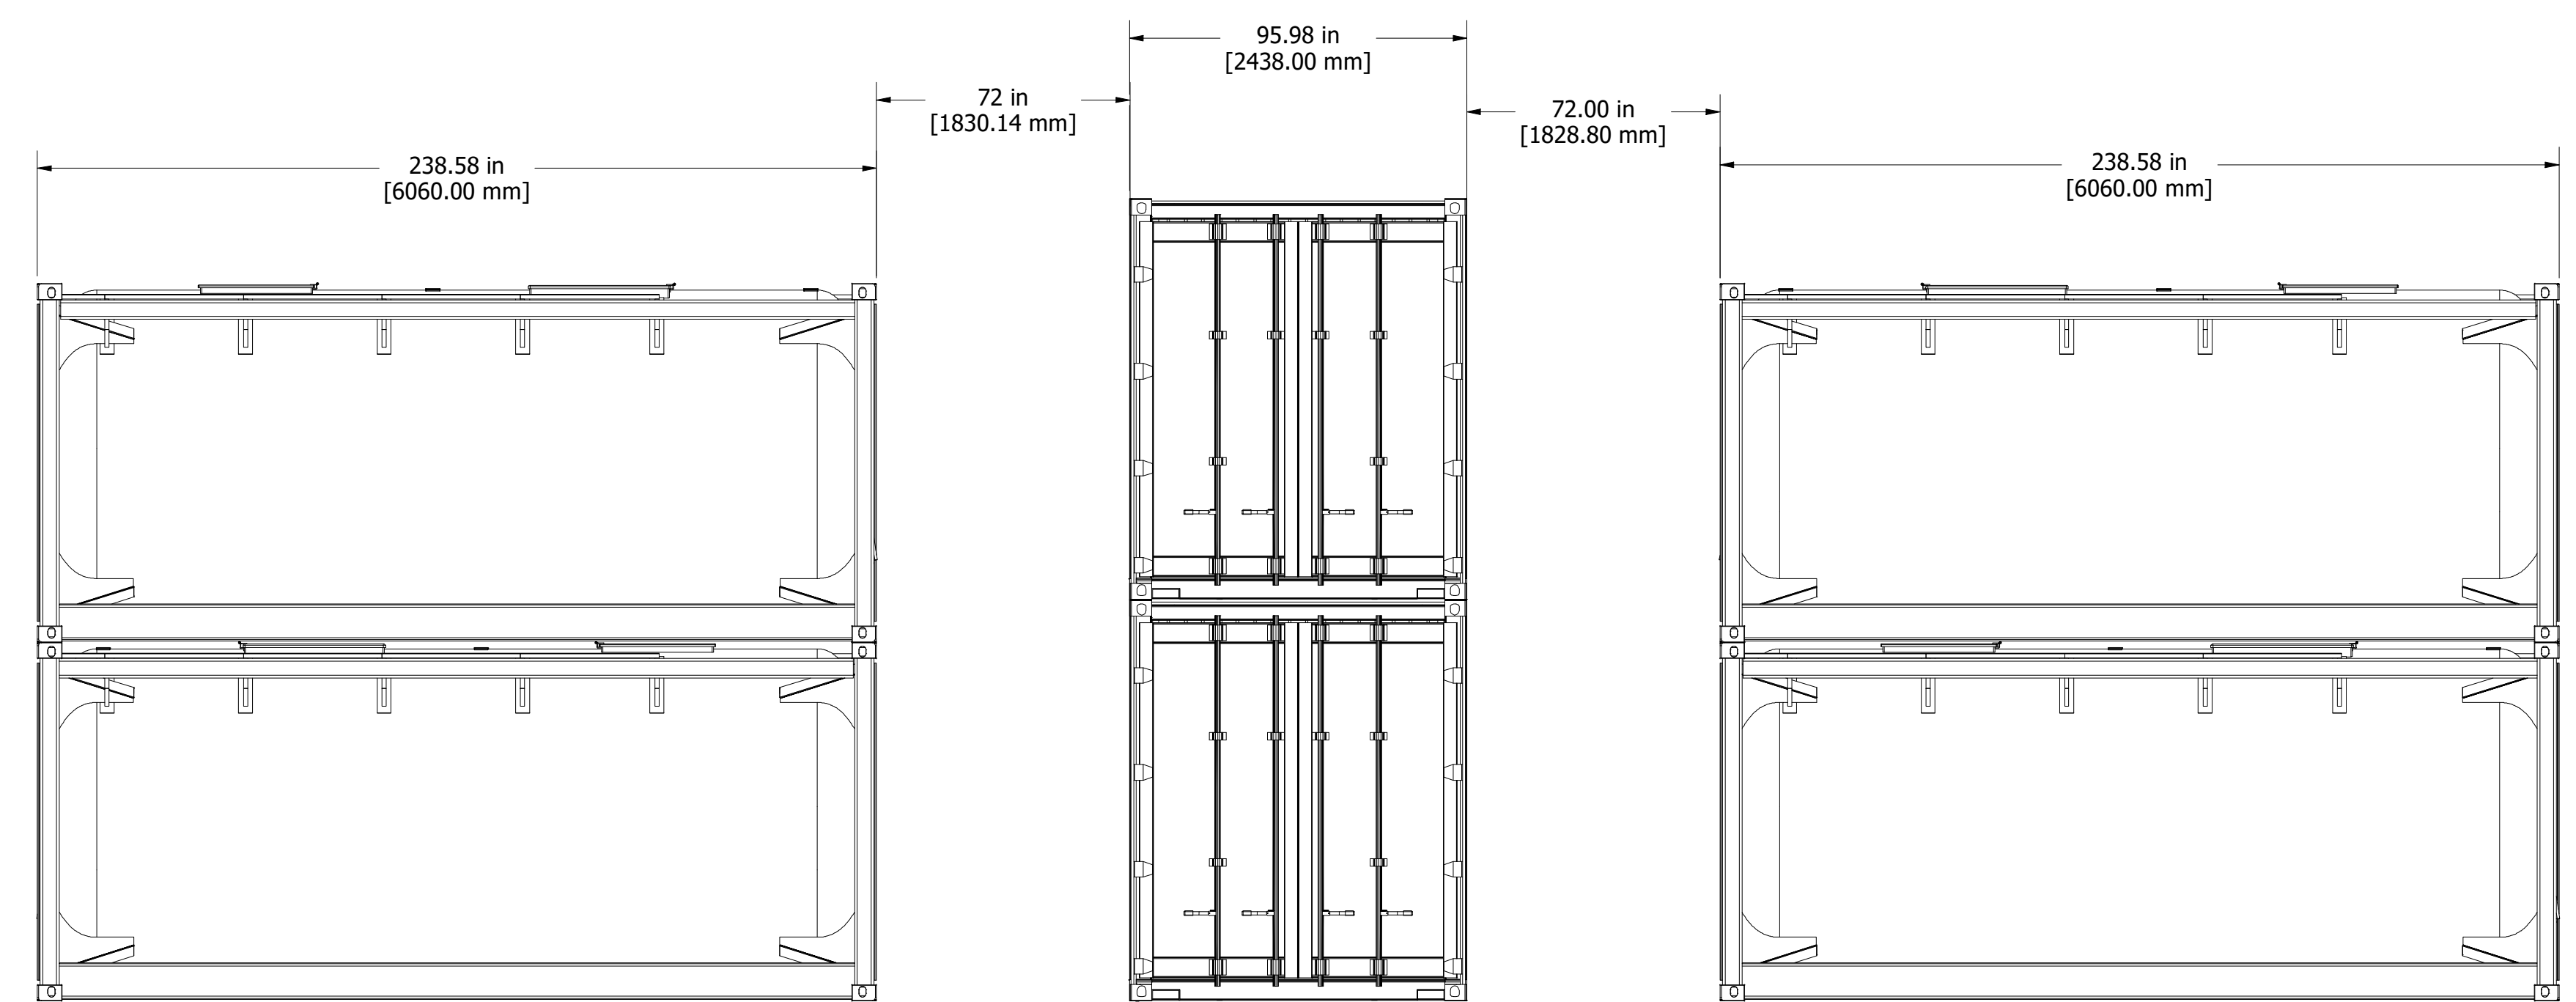 95.98 in
[2438.00 mm]
72 in
[1830.14 mm]
72.00 in
[1828.80 mm]
238.58 in
[6060.00 mm]
238.58 in
[6060.00 mm]